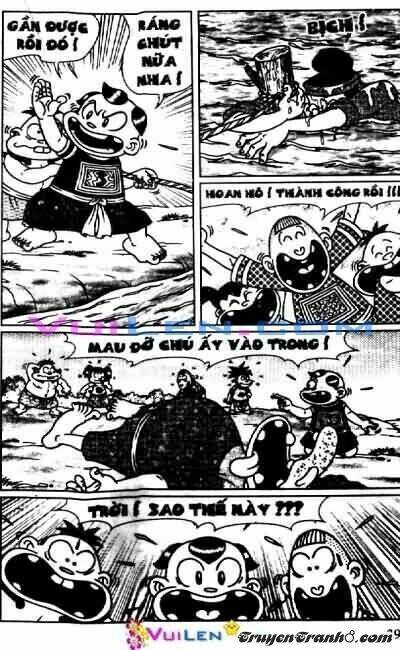 GẦN ĐƯỢC
RỒI ĐÓ !
RÁNG
CHÚT
NỮA
NHA !
BỊCH !
HOAN HÔ ! THÀNH CÔNG RỒI !!!
VUILEN.COM
MAU ĐỠ CHÚ ẤY VÀO TRONG !
TRỜI ! SAO THẾ NÀY ???
VUILEN
TruyenTranh8.com